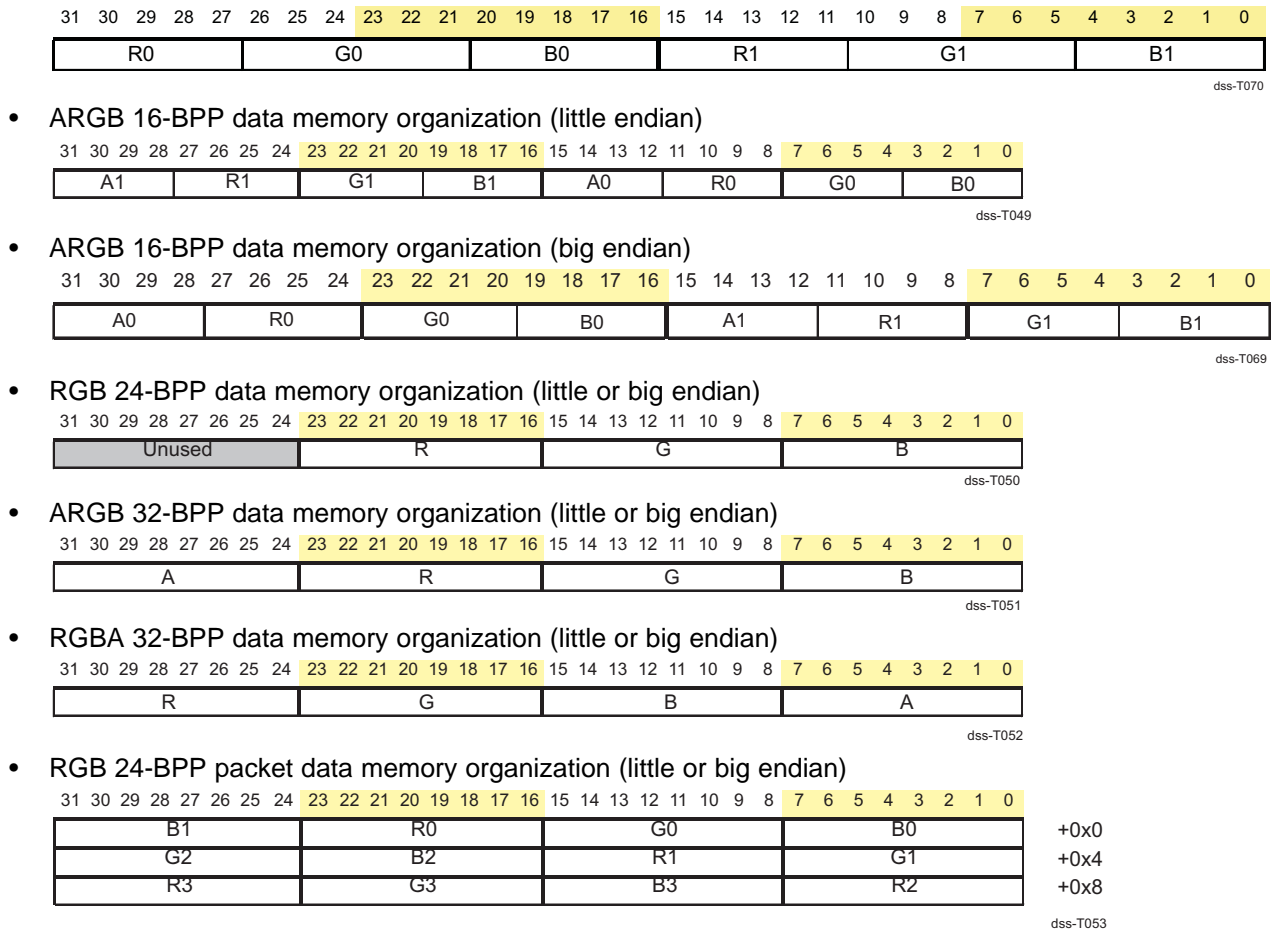 31 30 29 28 27 26 25 24 23 22 21 20 19 18 17 16 15 14 13 12 11 10 9 8 7 6 5 4 3 2 1 0
R0 G0 B0 R1 G1 B1
dss-T070
• ARGB 16-BPP data memory organization (little endian)
31 30 29 28 27 26 25 24 23 22 21 20 19 18 17 16 15 14 13 12 11 10 9 8 7 6 5 4 3 2 1 0
A1 R1 G1 B1 A0 R0 G0 B0
dss-T049
• ARGB 16-BPP data memory organization (big endian)
31 30 29 28 27 26 25 24 23 22 21 20 19 18 17 16 15 14 13 12 11 10 9 8 7 6 5 4 3 2 1 0
A0 R0 G0 B0 A1 R1 G1 B1
dss-T069
• RGB 24-BPP data memory organization (little or big endian)
31 30 29 28 27 26 25 24 23 22 21 20 19 18 17 16 15 14 13 12 11 10 9 8 7 6 5 4 3 2 1 0
Unused R G B
dss-T050
• ARGB 32-BPP data memory organization (little or big endian)
31 30 29 28 27 26 25 24 23 22 21 20 19 18 17 16 15 14 13 12 11 10 9 8 7 6 5 4 3 2 1 0
A R G B
dss-T051
• RGBA 32-BPP data memory organization (little or big endian)
31 30 29 28 27 26 25 24 23 22 21 20 19 18 17 16 15 14 13 12 11 10 9 8 7 6 5 4 3 2 1 0
R G B A
dss-T052
• RGB 24-BPP packet data memory organization (little or big endian)
31 30 29 28 27 26 25 24 23 22 21 20 19 18 17 16 15 14 13 12 11 10 9 8 7 6 5 4 3 2 1 0
B1 R0 G0 B0 +0x0
G2 B2 R1 G1 +0x4
R3 G3 B3 R2 +0x8
dss-T053